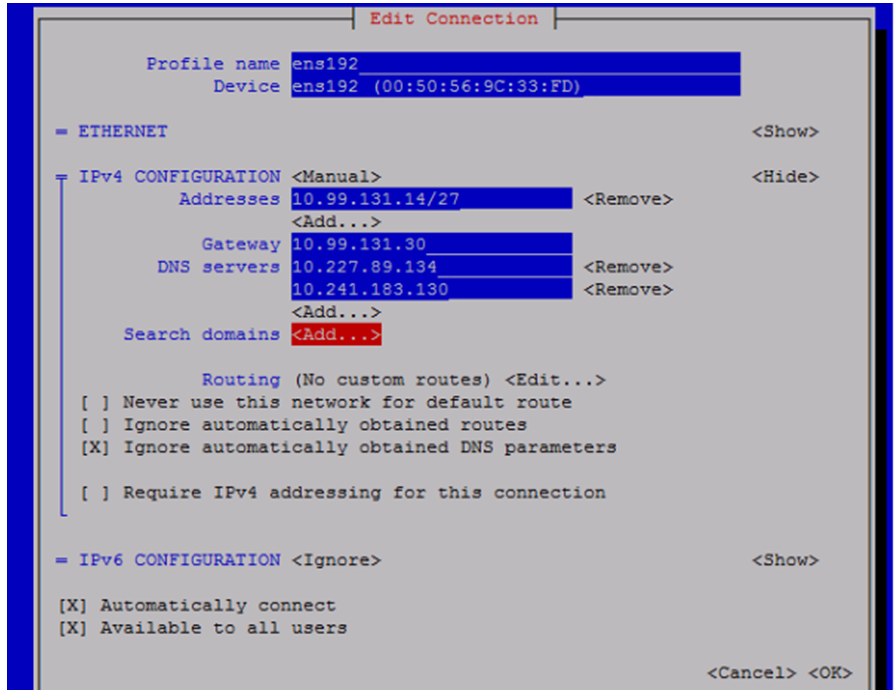 Edit Connection
Profile name ens192
Device ens192 (00:50:56:9C:33:FD)
= ETHERNET <Show>
IPv4 CONFIGURATION <Manual> <Hide>
Addresses 10.99.131.14/27 <Remove>
<Add...>
Gateway 10.99.131.30
DNS servers 10.227.89.134 <Remove>
10.241.183.130 <Remove>
<Add...>
Search domains <Add...>
Routing (No custom routes) <Edit...>
[ ] Never use this network for default route
[ ] Ignore automatically obtained routes
[X] Ignore automatically obtained DNS parameters
[ ] Require IPv4 addressing for this connection
= IPv6 CONFIGURATION <Ignore> <Show>
[X] Automatically connect
[X] Available to all users
<Cancel> <OK>